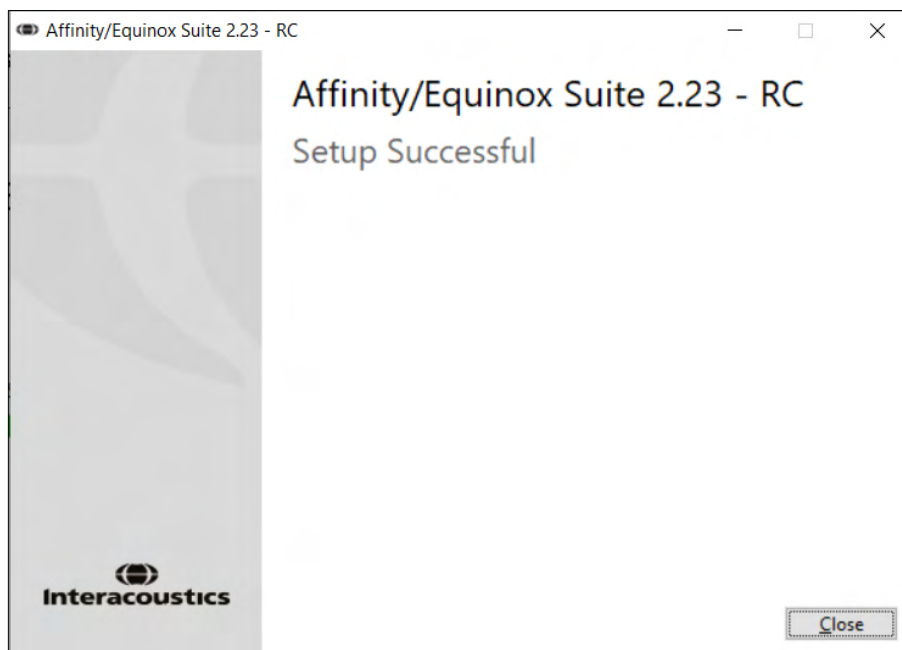 Affinity/Equinox Suite 2.23 - RC
Affinity/Equinox Suite 2.23 - RC
Setup Successful
Interacoustics
Close